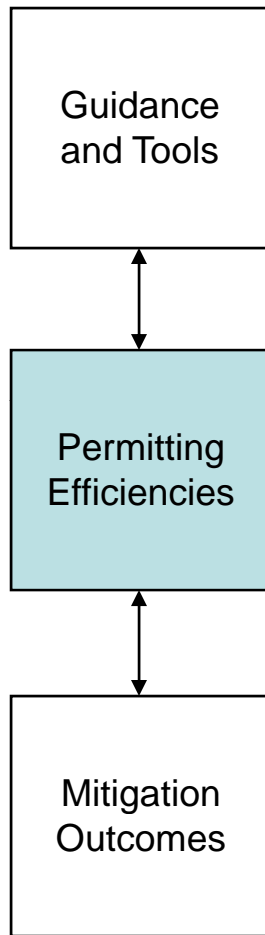 Guidance
and Tools
Permitting
Efficiencies
Mitigation
Outcomes